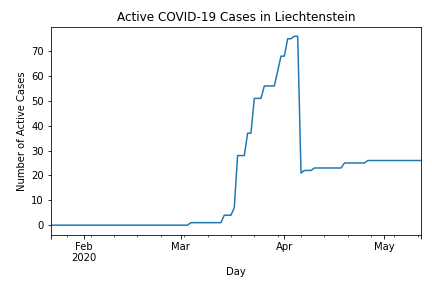 Active COVID-19 Cases in Liechtenstein
Number of Active Cases
70
60
50
40
30
20
10
0
Feb
2020
Mar
Apr
May
Day